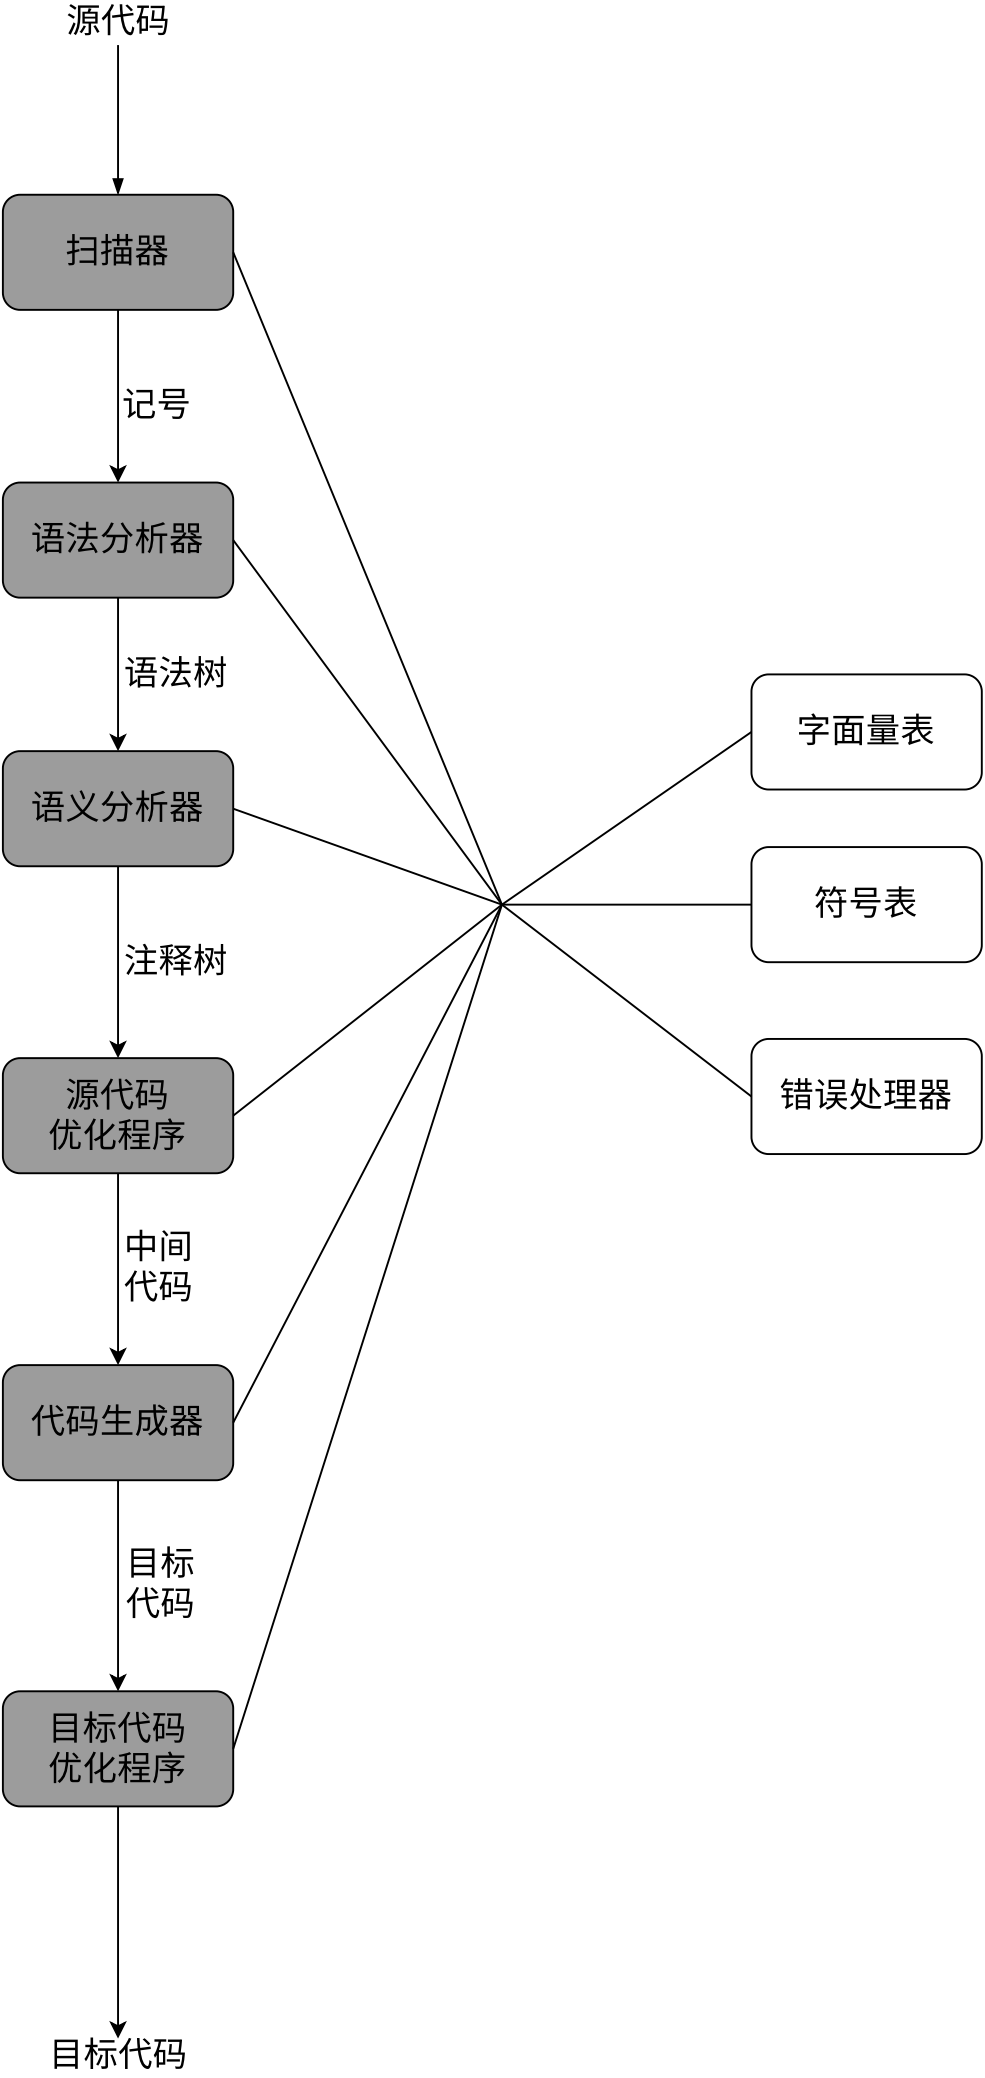 源代码
扫描器
记号
语法分析器
语法树
语义分析器
注释树
源代码
优化程序
中间
代码
代码生成器
目标
代码
目标代码
优化程序
目标代码
字面量表
符号表
错误处理器